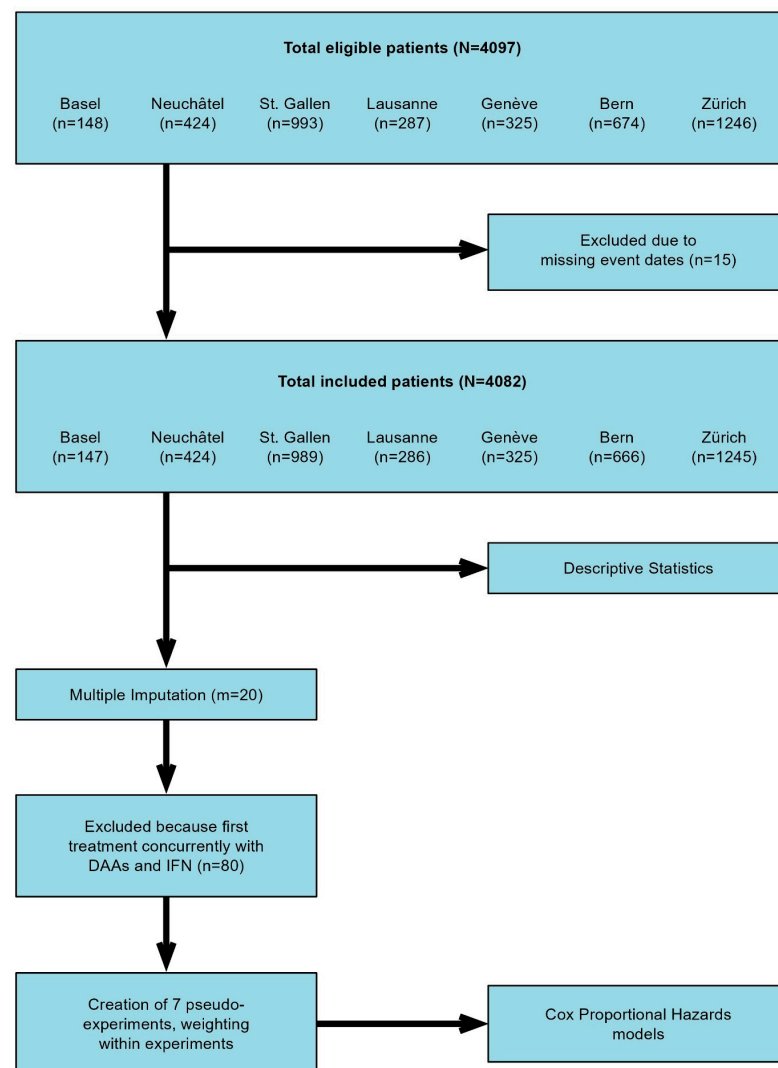 Total eligible patients (N=4097)
Basel Neuchâtel St. Gallen Lausanne Genève Bern Zürich
(n=148) (n=424) (n=993) (n=287) (n=325) (n=674) (n=1246)
Excluded due to
missing event dates (n=15)
Total included patients (N=4082)
Basel Neuchâtel St. Gallen Lausanne Genève Bern Zürich
(n=147) (n=424) (n=989) (n=286) (n=325) (n=666) (n=1245)
Descriptive Statistics
Multiple Imputation (m=20)
Excluded because first
treatment concurrently with
DAAs and IFN (n=80)
Creation of 7 pseudo-
experiments, weighting
within experiments
Cox Proportional Hazards
models